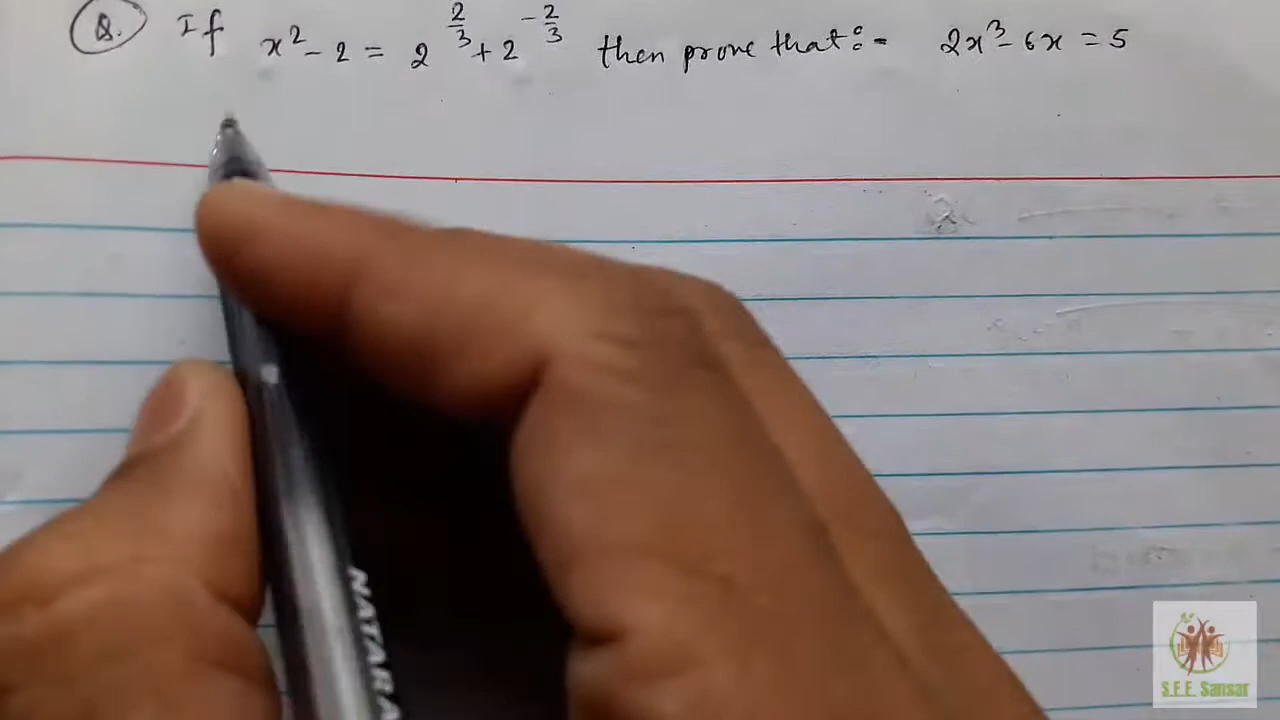 Q. If x² - 2 = 2^(2/3) + 2^(-2/3) then prove that :- 2x³ - 6x = 5
NATARA
S.E.E. Sansar